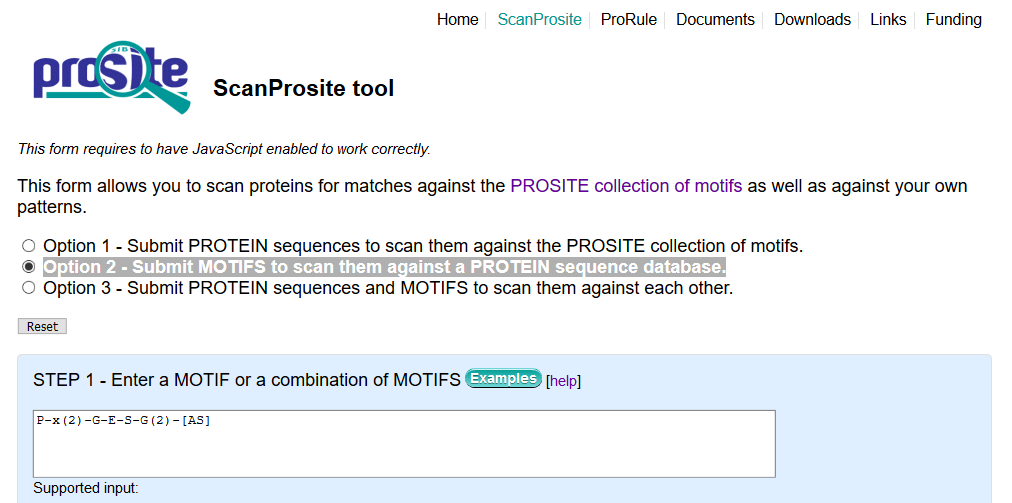 Home ScanProsite ProRule Documents Downloads Links Funding
SIB
prosite
ScanProsite tool
This form requires to have JavaScript enabled to work correctly.
This form allows you to scan proteins for matches against the PROSITE collection of motifs as well as against your own
patterns.
Option 1 - Submit PROTEIN sequences to scan them against the PROSITE collection of motifs.
Option 2 - Submit MOTIFS to scan them against a PROTEIN sequence database.
Option 3 - Submit PROTEIN sequences and MOTIFS to scan them against each other.
Reset
STEP 1 - Enter a MOTIF or a combination of MOTIFS Examples [help]
P-x(2)-G-E-S-G(2)-[AS]
Supported input: